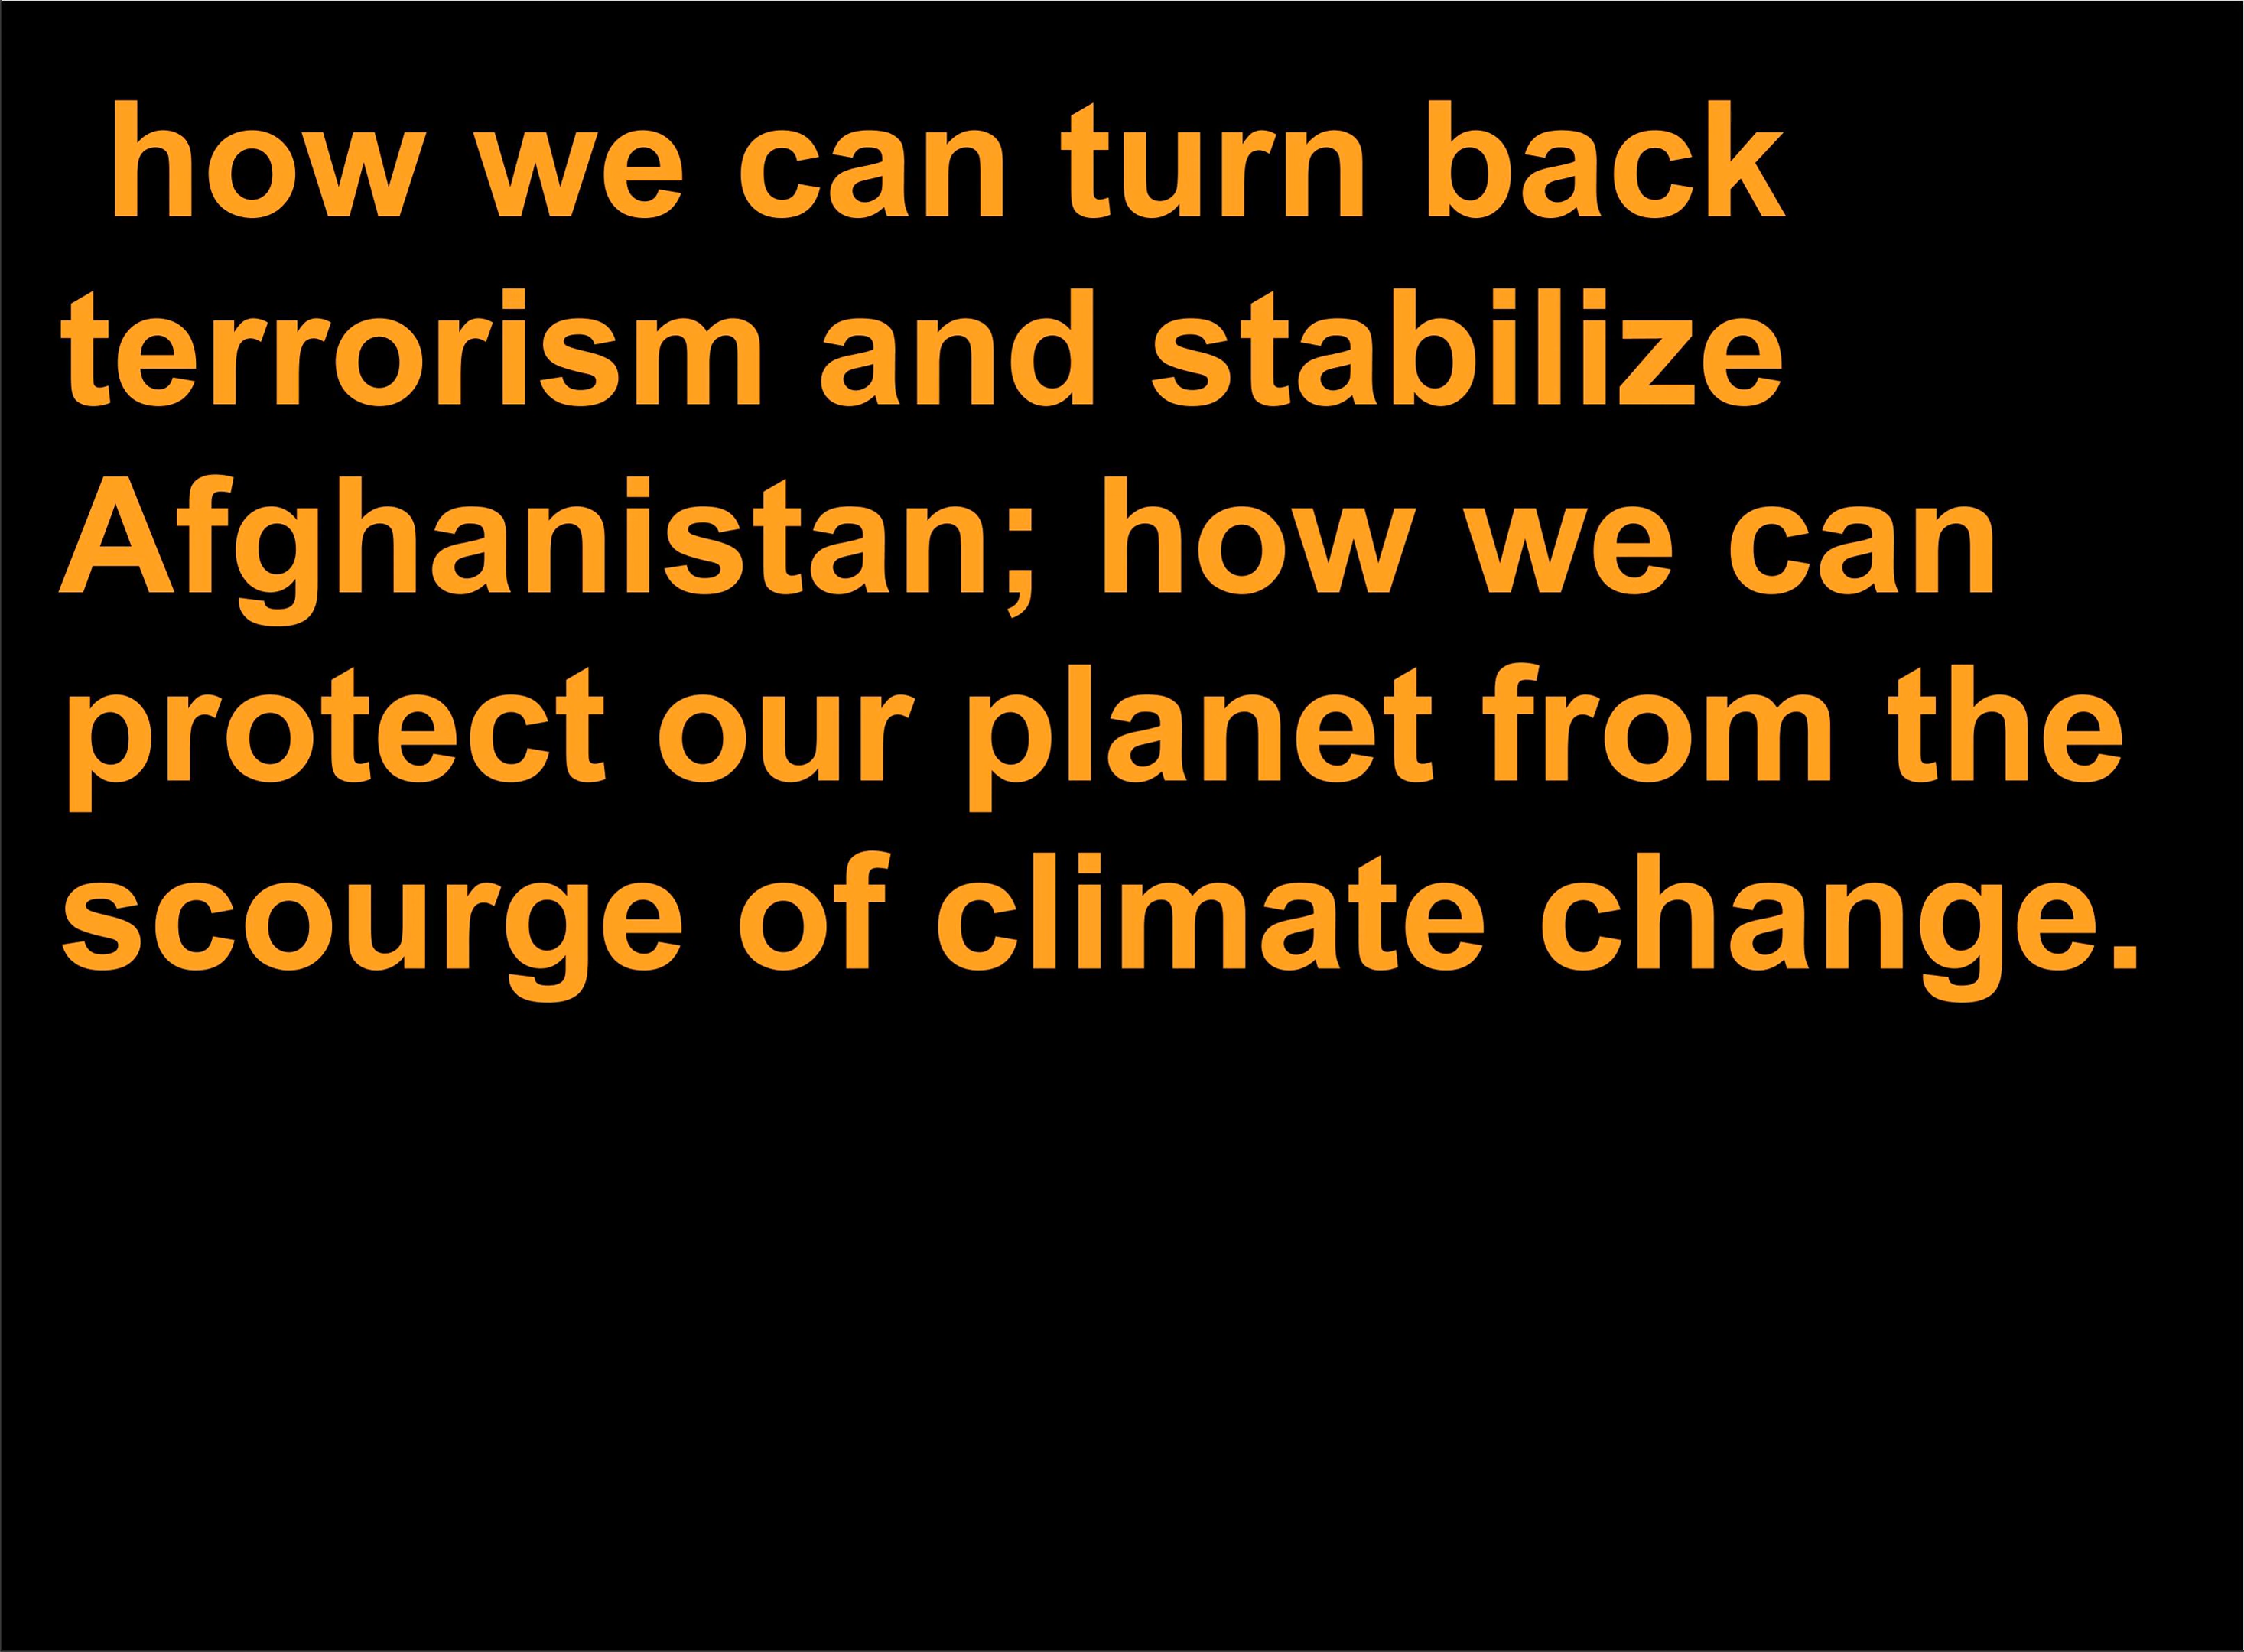 how we can turn back
terrorism and stabilize
Afghanistan; how we can
protect our planet from the
scourge of climate change.